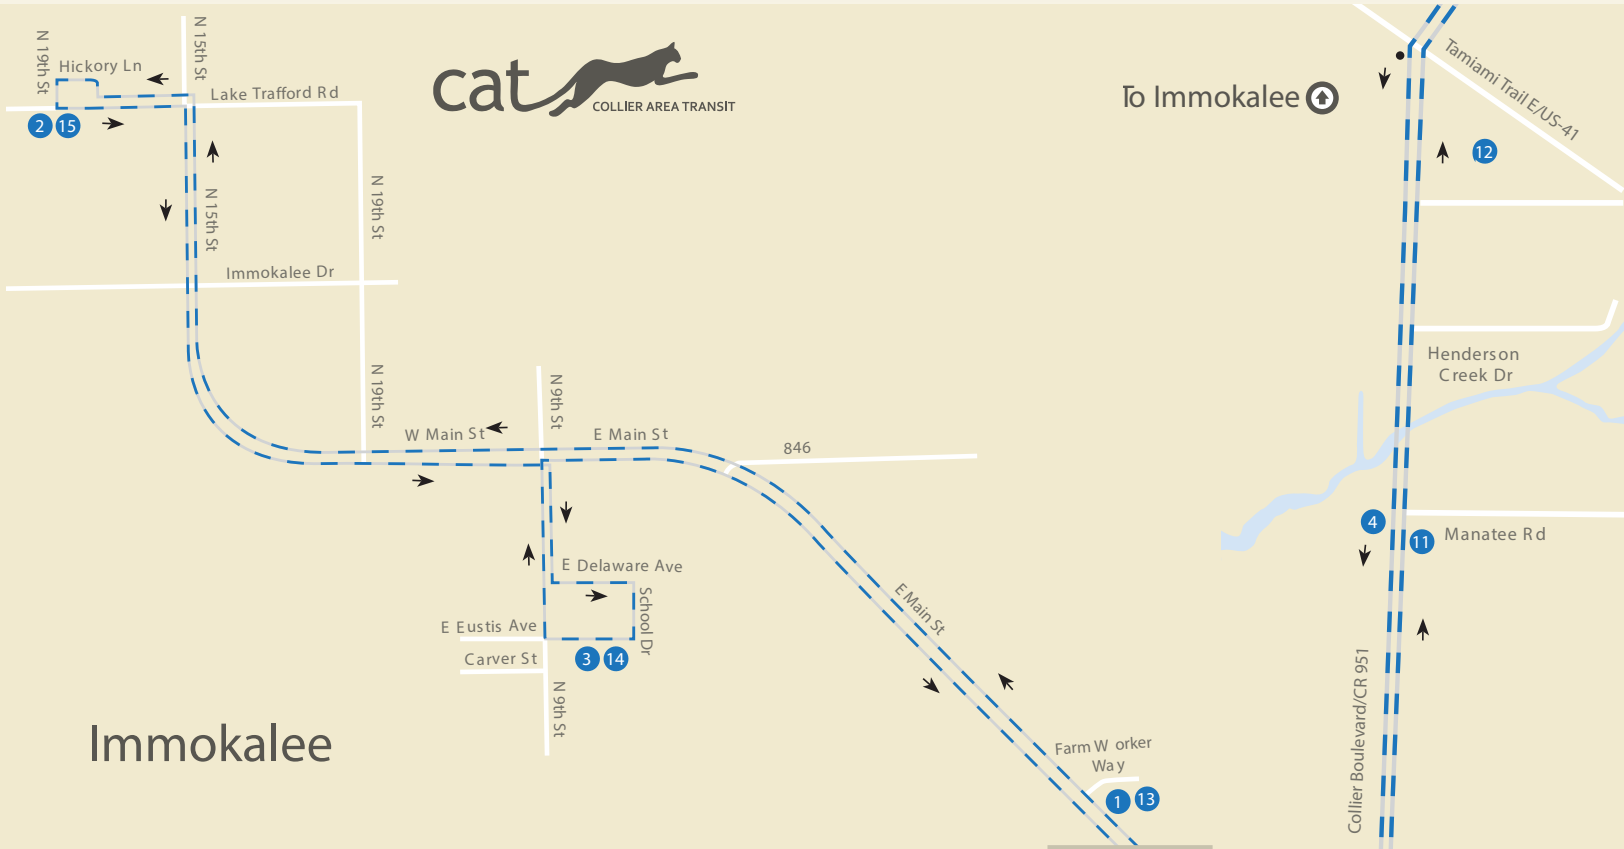 N 19th St
Hickory Ln
N 15th St
Lake Trafford Rd
2
15
cat
COLLIER AREA TRANSIT
To Immokalee
Tamiami Trail E/US-41
12
N 15th St
N 19th St
Immokalee Dr
Henderson
Creek Dr
N 19th St
N 9th St
W Main St
E Main St
846
4
11
Manatee Rd
E Delaware Ave
School Dr
E Main St
E Eustis Ave
Carver St
3
14
N 9th St
Collier Boulevard/CR 951
Immokalee
Farm W orker
Way
1
13